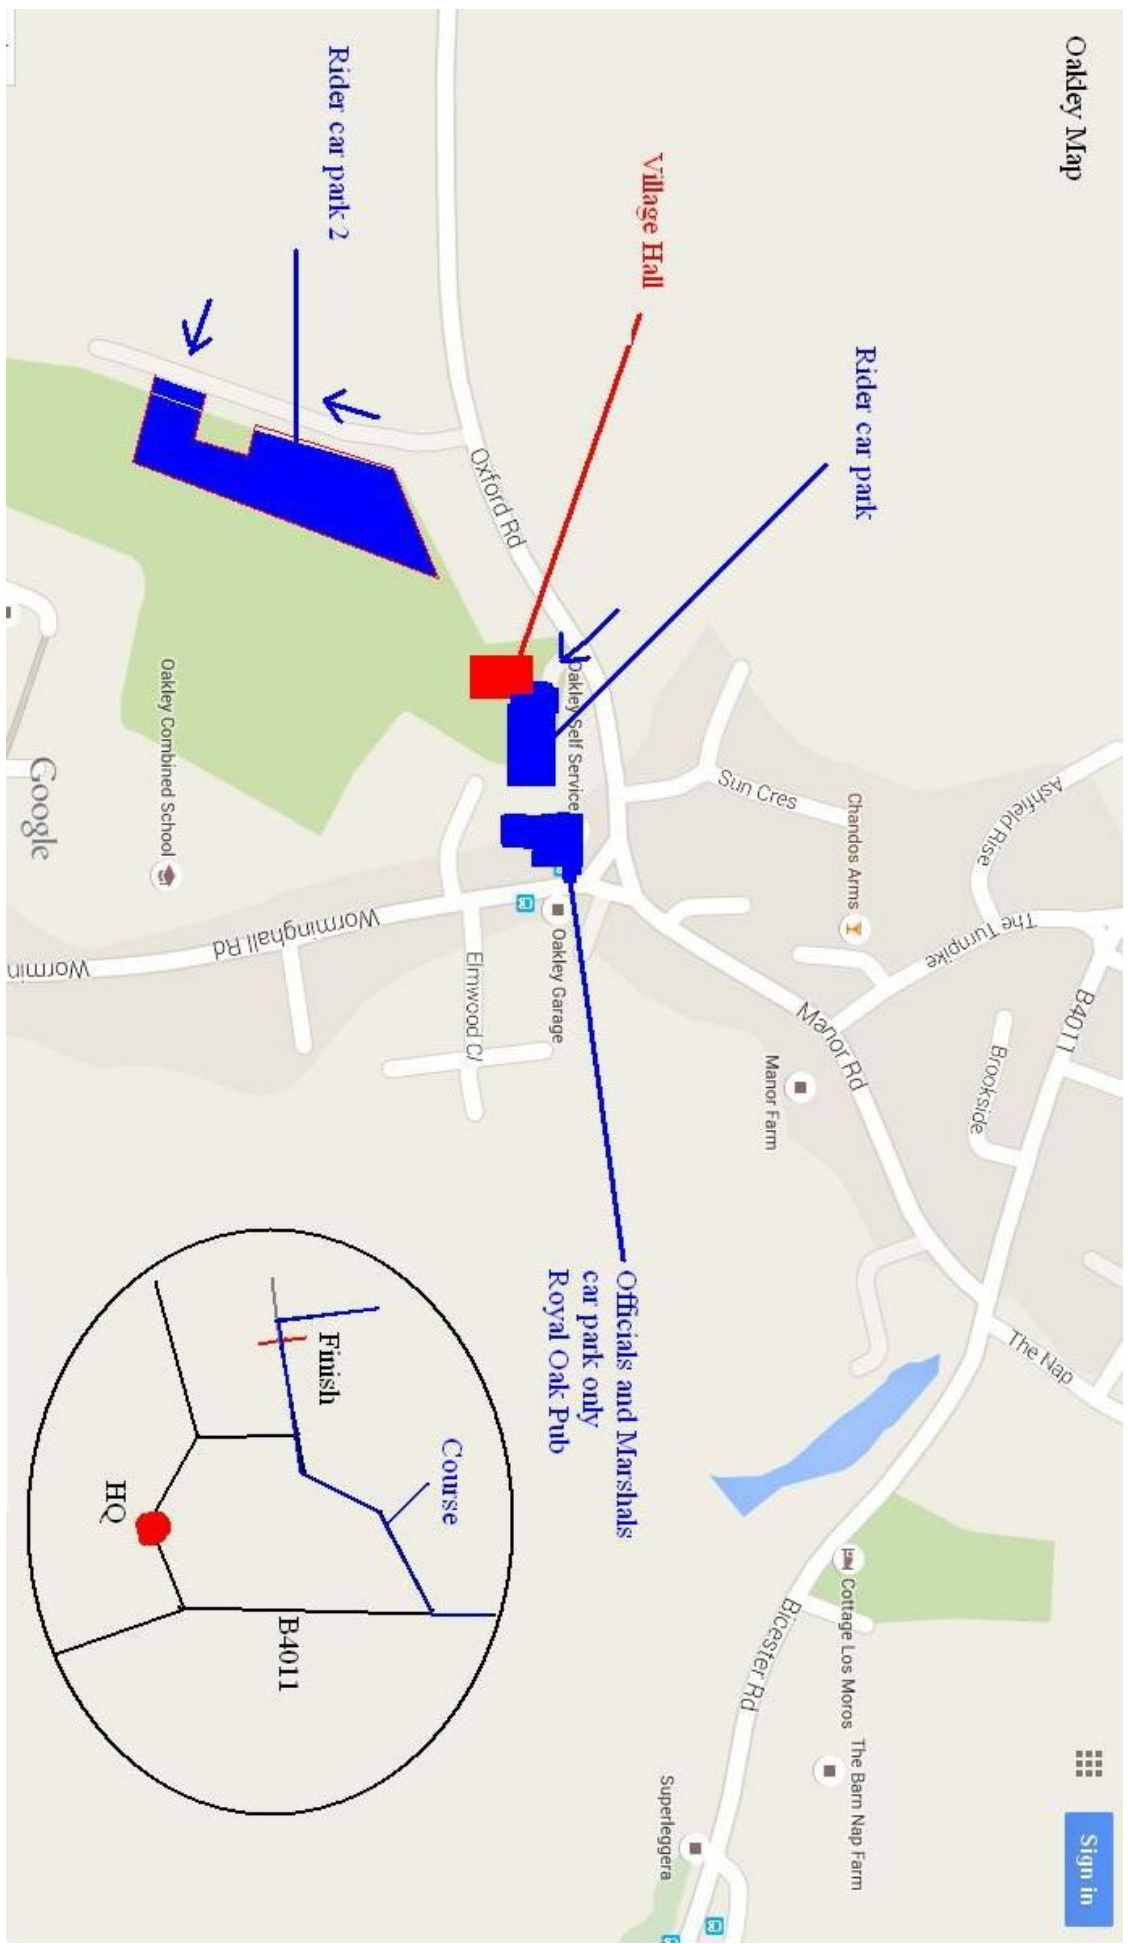 Oakley Map
Sign in
Ashfield Rise
The Turnpike
B4011
Brookside
The Nap
Rider car park
Sun Cres
Chandos Arms
Manor Rd
Manor Farm
Cottage Los Moros
The Barn Nap Farm
Bicester Rd
Superleggera
Village Hall
Oxford Rd
Oakley Self Service
Oakley Garage
Elmwood Cl
Officials and Marshals
car park only
Royal Oak Pub
Rider car park 2
Worminghall Rd
Wormin
Oakley Combined School
Google
Course
Finish
B4011
HQ